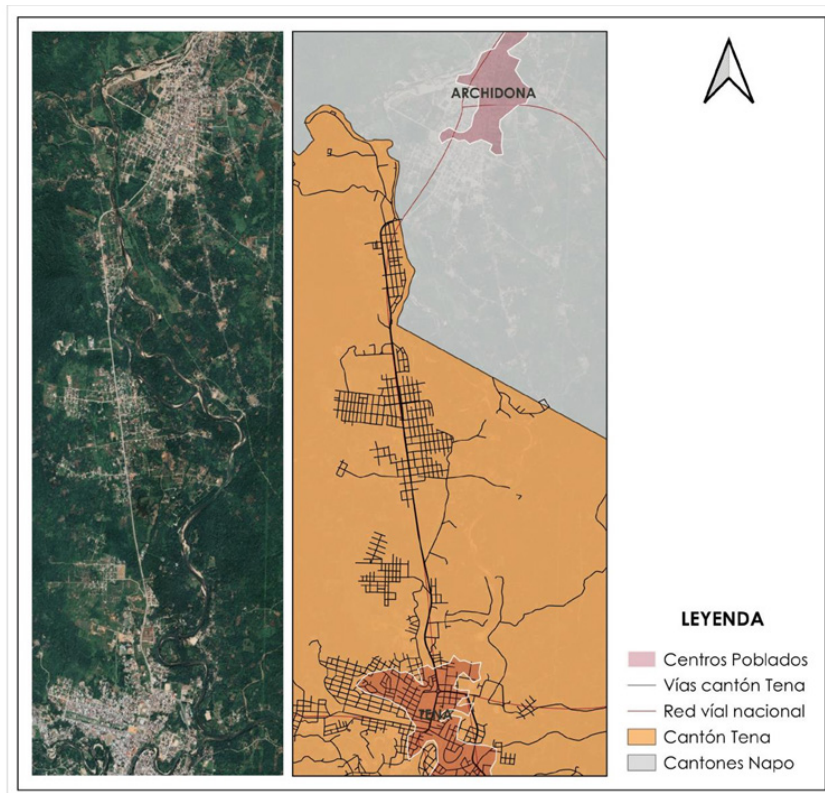 ARCHIDONA
TENA
LEYENDA
Centros Poblados
Vías cantón Tena
Red víal nacional
Cantón Tena
Cantones Napo